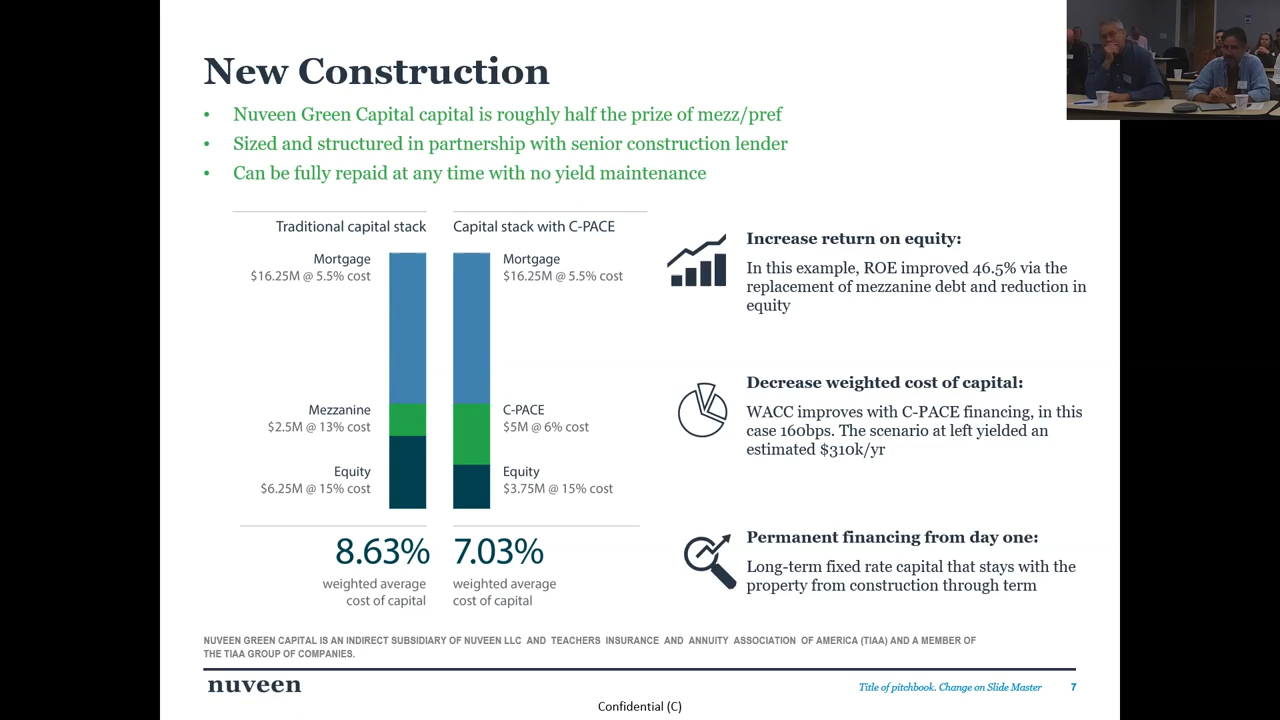 New Construction
• Nuveen Green Capital capital is roughly half the prize of mezz/pref
• Sized and structured in partnership with senior construction lender
• Can be fully repaid at any time with no yield maintenance
Traditional capital stack
Mortgage
$16.25M @ 5.5% cost
Mezzanine
$2.5M @ 13% cost
Equity
$6.25M @ 15% cost
8.63%
weighted average
cost of capital
Capital stack with C-PACE
Mortgage
$16.25M @ 5.5% cost
C-PACE
$5M @ 6% cost
Equity
$3.75M @ 15% cost
7.03%
weighted average
cost of capital
Increase return on equity:
In this example, ROE improved 46.5% via the
replacement of mezzanine debt and reduction in
equity
Decrease weighted cost of capital:
WACC improves with C-PACE financing, in this
case 160bps. The scenario at left yielded an
estimated $310k/yr
Permanent financing from day one:
Long-term fixed rate capital that stays with the
property from construction through term
NUVEEN GREEN CAPITAL IS AN INDIRECT SUBSIDIARY OF NUVEEN LLC AND TEACHERS INSURANCE AND ANNUITY ASSOCIATION OF AMERICA (TIAA) AND A MEMBER OF
THE TIAA GROUP OF COMPANIES.
nuveen
Title of pitchbook. Change on Slide Master 7
Confidential (C)